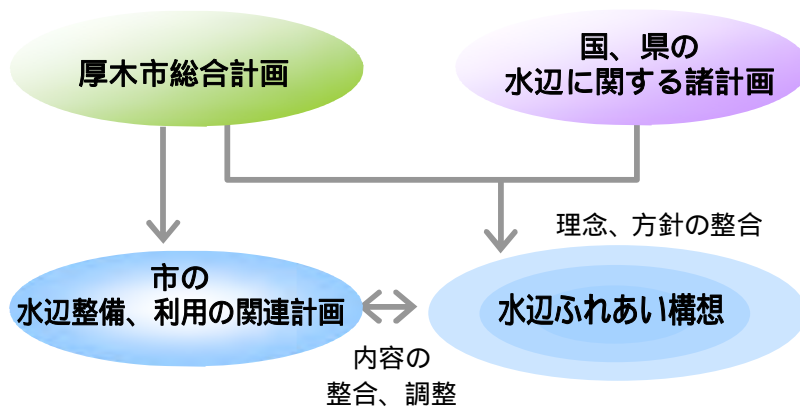 厚木市総合計画
国、県の
水辺に関する諸計画
理念、方針の整合
市の
水辺整備、利用の関連計画
水辺ふれあい構想
内容の
整合、調整